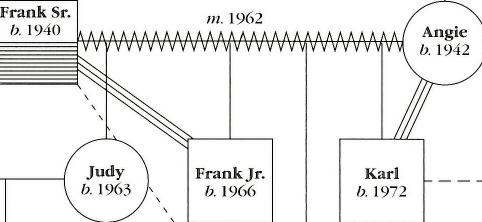 Frank Sr.
b. 1940
m. 1962
Angie
b. 1942
Judy
b. 1963
Frank Jr.
b. 1966
Karl
b. 1972